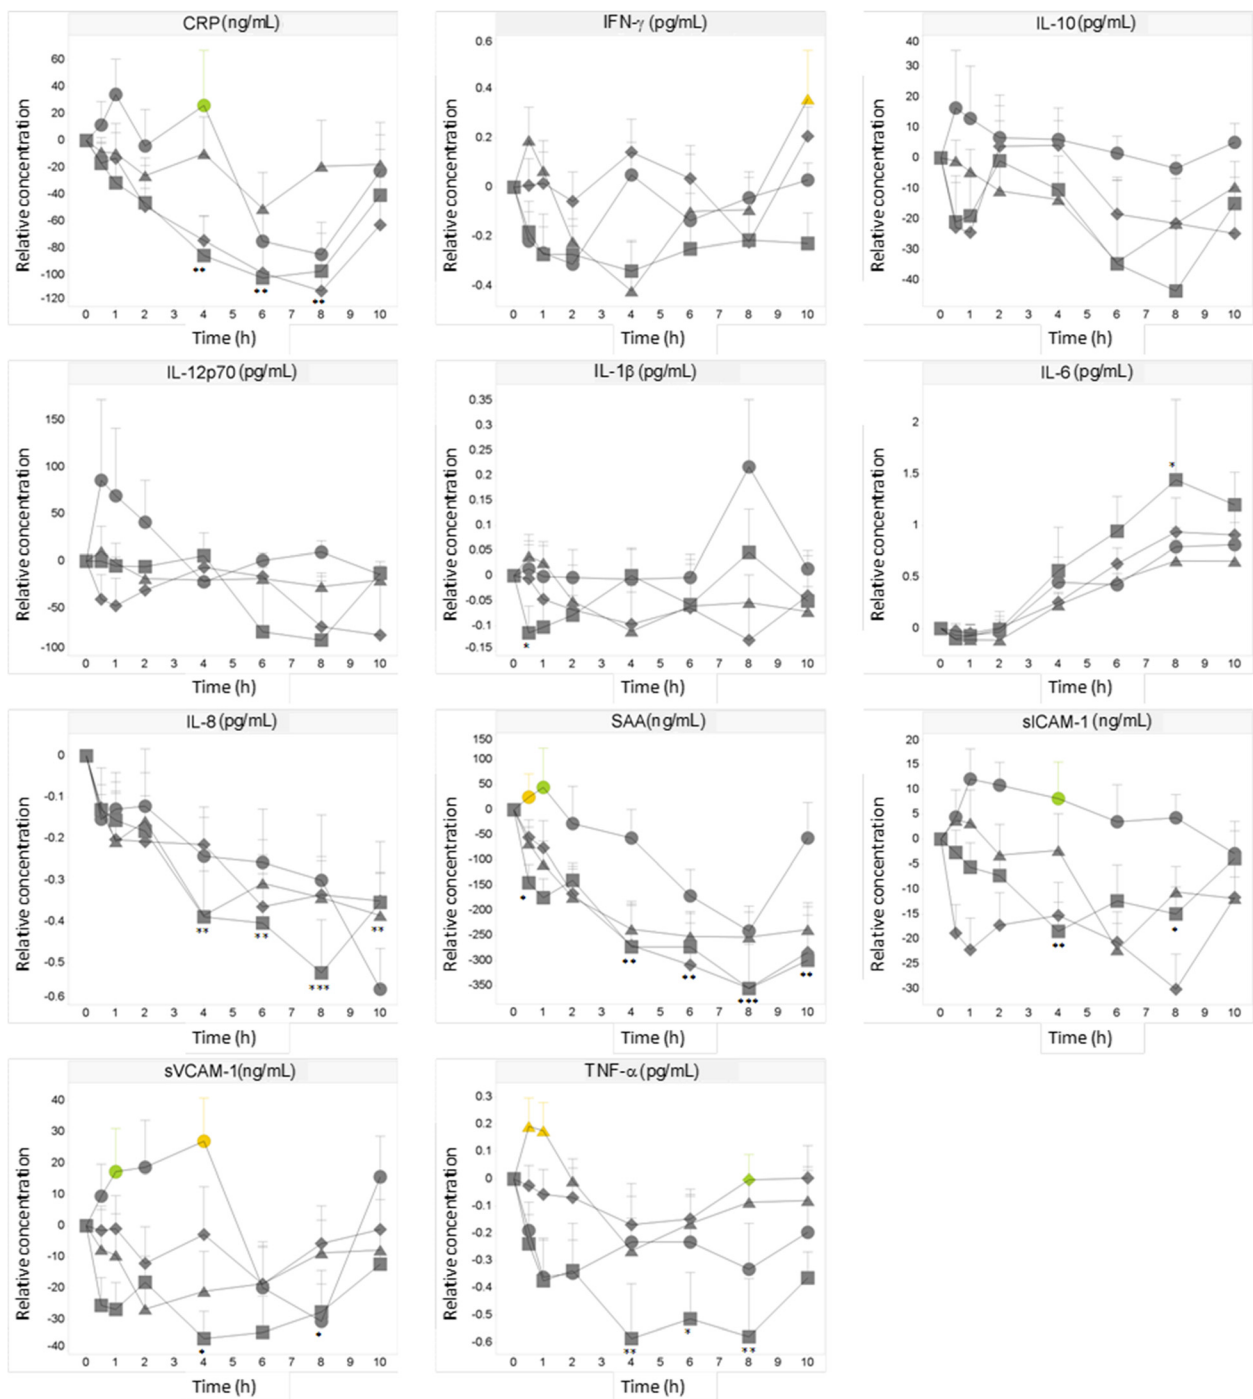 CRP (ng/mL)
Relative concentration
60
40
20
0
-20
-40
-60
-80
-100
-120
0 1 2 3 4 5 6 7 8 10
Time (h)
IFN-γ (pg/mL)
Relative concentration
0.6
0.4
0.2
0
-0.2
-0.4
0 1 2 3 4 5 6 7 8 10
Time (h)
IL-10 (pg/mL)
Relative concentration
40
30
20
10
0
-10
-20
-30
-40
0 1 2 3 4 5 6 7 8 10
Time (h)
IL-12p70 (pg/mL)
Relative concentration
150
100
50
0
-50
-100
0 1 2 3 4 5 6 7 8 10
Time (h)
IL-1β (pg/mL)
Relative concentration
0.35
0.3
0.25
0.2
0.15
0.1
0.05
0
-0.05
-0.1
-0.15
0 1 2 3 4 5 6 7 8 10
Time (h)
IL-6 (pg/mL)
Relative concentration
2
1.5
1
0.5
0
0 1 2 3 4 5 6 7 8 10
Time (h)
IL-8 (pg/mL)
Relative concentration
0
-0.1
-0.2
-0.3
-0.4
-0.5
-0.6
0 1 2 3 4 5 6 7 8 10
Time (h)
SAA(ng/mL)
Relative concentration
150
100
50
0
-50
-100
-150
-200
-250
-300
-350
0 1 2 3 4 5 6 7 8 10
Time (h)
sICAM-1 (ng/mL)
Relative concentration
20
15
10
5
0
-5
-10
-15
-20
-25
-30
0 1 2 3 4 5 6 7 8 10
Time (h)
sVCAM-1(ng/mL)
Relative concentration
40
30
20
10
0
-10
-20
-30
-40
0 1 2 3 4 5 6 7 8 10
Time (h)
TNF-α (pg/mL)
Relative concentration
0.3
0.2
0.1
0
-0.1
-0.2
-0.3
-0.4
-0.5
-0.6
0 1 2 3 4 5 6 7 8 10
Time (h)